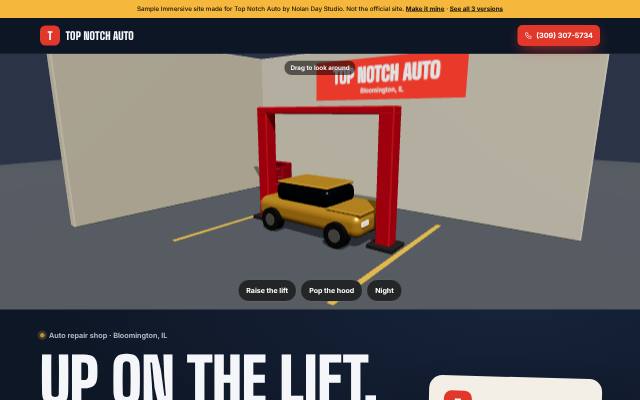 Sample Immersive site made for Top Notch Auto by Nolan Day Studio. Not the official site. Make it mine · See all 3 versions
T TOP NOTCH AUTO
(309) 307-5734
Drag to look around
TOP NOTCH AUTO
Bloomington, IL
Raise the lift Pop the hood Night
Auto repair shop · Bloomington, IL
UP ON THE LIFT.